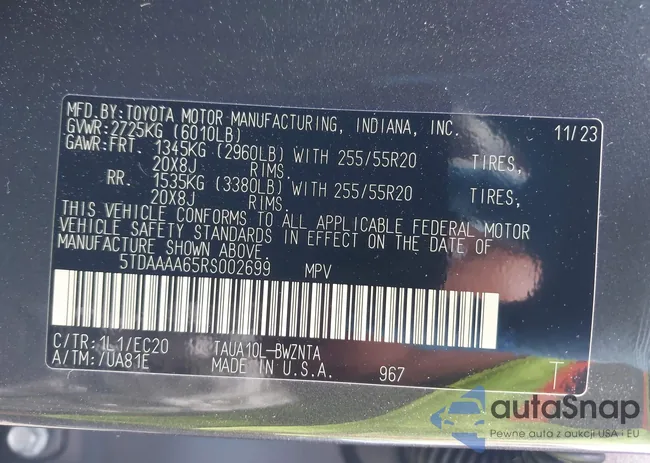 MFD.BY:TOYOTA MOTOR MANUFACTURING, INDIANA, INC. 11/23
GVWR:2725KG (6010LB)
GAWR:FRT. 1345KG (2960LB) WITH 255/55R20 TIRES,
20X8J RIMS.
RR. 1535KG (3380LB) WITH 255/55R20 TIRES,
20X8J RIMS.
THIS VEHICLE CONFORMS TO ALL APPLICABLE FEDERAL MOTOR
VEHICLE SAFETY STANDARDS IN EFFECT ON THE DATE OF
MANUFACTURE SHOWN ABOVE.
5TDAAAA65RS002699 MPV
C/TR:1L1/EC20 TAUA10L-BWZNTA
A/TM:/UA81E MADE IN U.S.A. 967 T
autaSnap
Pewne auta z aukcji USA i EU